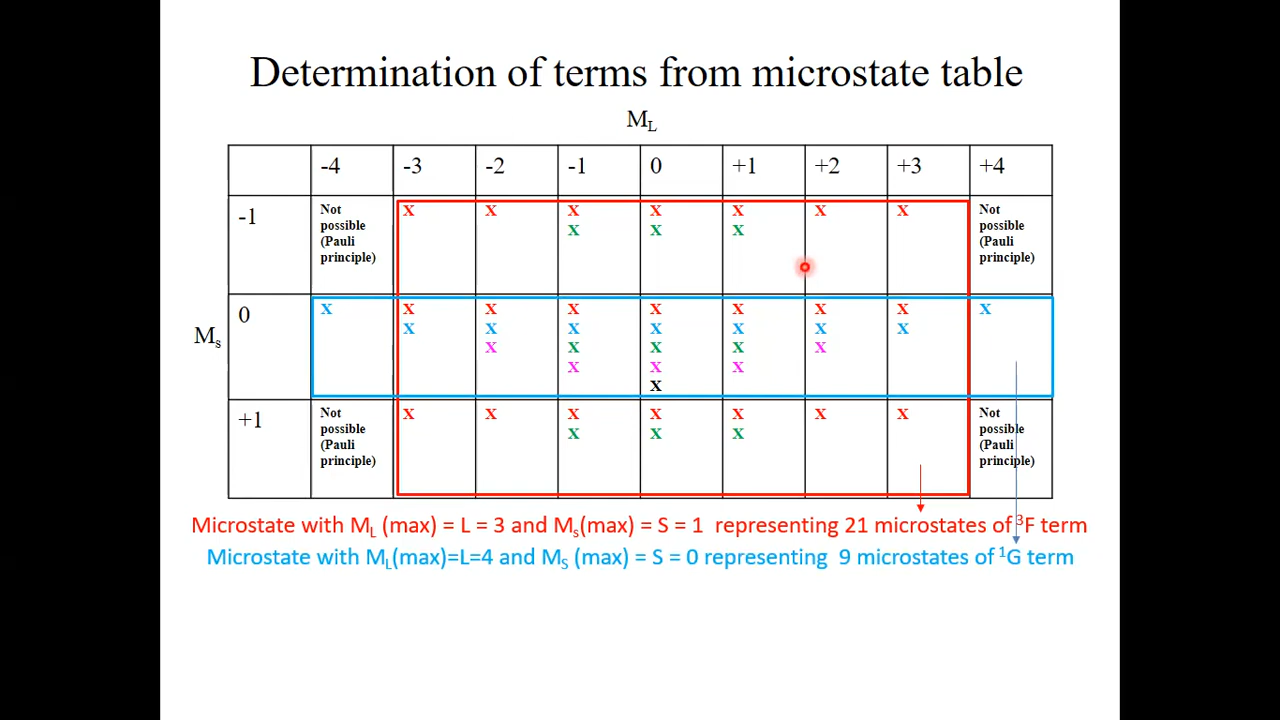 Determination of terms from microstate table
M_L
-4 -3 -2 -1 0 +1 +2 +3 +4
-1 Not possible (Pauli principle) X X X X X X X Not possible (Pauli principle)
X X X
M_s
0 X X X X X X X X X
X X X X X X X
X X X X X
X X X
X
+1 Not possible (Pauli principle) X X X X X X X Not possible (Pauli principle)
X X X
Microstate with M_L (max) = L = 3 and M_s(max) = S = 1 representing 21 microstates of ³F term
Microstate with M_L(max)=L=4 and M_S (max) = S = 0 representing 9 microstates of ¹G term